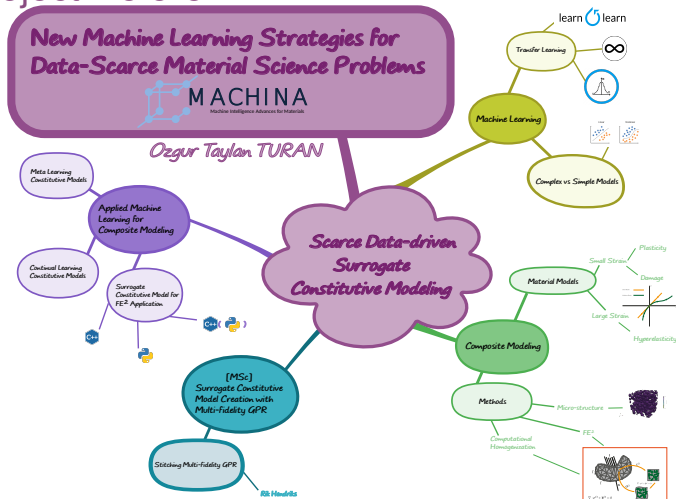 New Machine Learning Strategies for
Data-Scarce Material Science Problems
MACHINA
Machine Intelligence Advances for Materials
Ozgur Taylan TURAN
learn learn
Transfer Learning
Machine Learning
Complex vs Simple Models
Meta Learning
Constitutive Models
Applied Machine
Learning for
Composite Modeling
Continual Learning
Constitutive Models
Surrogate
Constitutive Model for
FE² Application
C++
C++
Scarce Data-driven
Surrogate
Constitutive Modeling
Material Models
Small Strain
Plasticity
Damage
Large Strain
Hyperelasticity
Composite Modeling
Methods
Micro-structure
FE²
Computational
Homogenization
[MSc]
Surrogate Constitutive
Model Creation with
Multi-fidelity GPR
Stitching Multi-fidelity GPR
Rik Hendriks